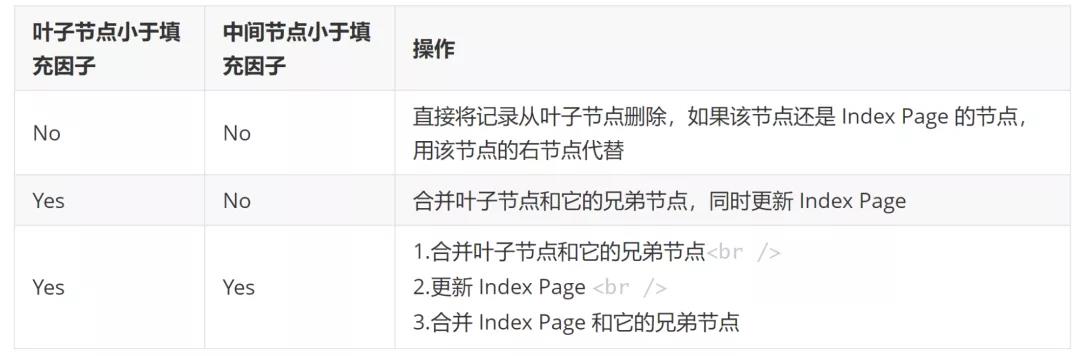 叶子节点小于填
充因子
中间节点小于填
充因子
操作
No
No
直接将记录从叶子节点删除，如果该节点还是 Index Page 的节点，
用该节点的右节点代替
Yes
No
合并叶子节点和它的兄弟节点，同时更新 Index Page
Yes
Yes
1.合并叶子节点和它的兄弟节点<br />
2.更新 Index Page <br />
3.合并 Index Page 和它的兄弟节点